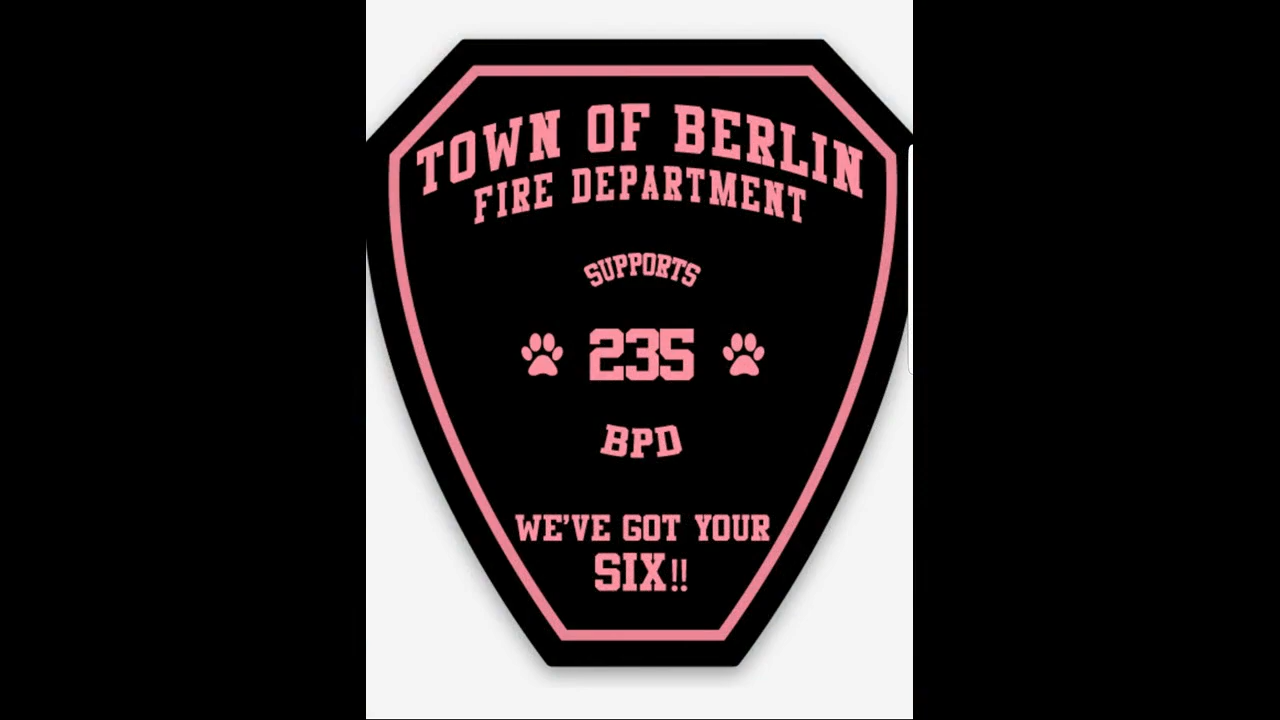 TOWN OF BERLIN
FIRE DEPARTMENT
SUPPORTS
235
BPD
WE'VE GOT YOUR
SIX!!